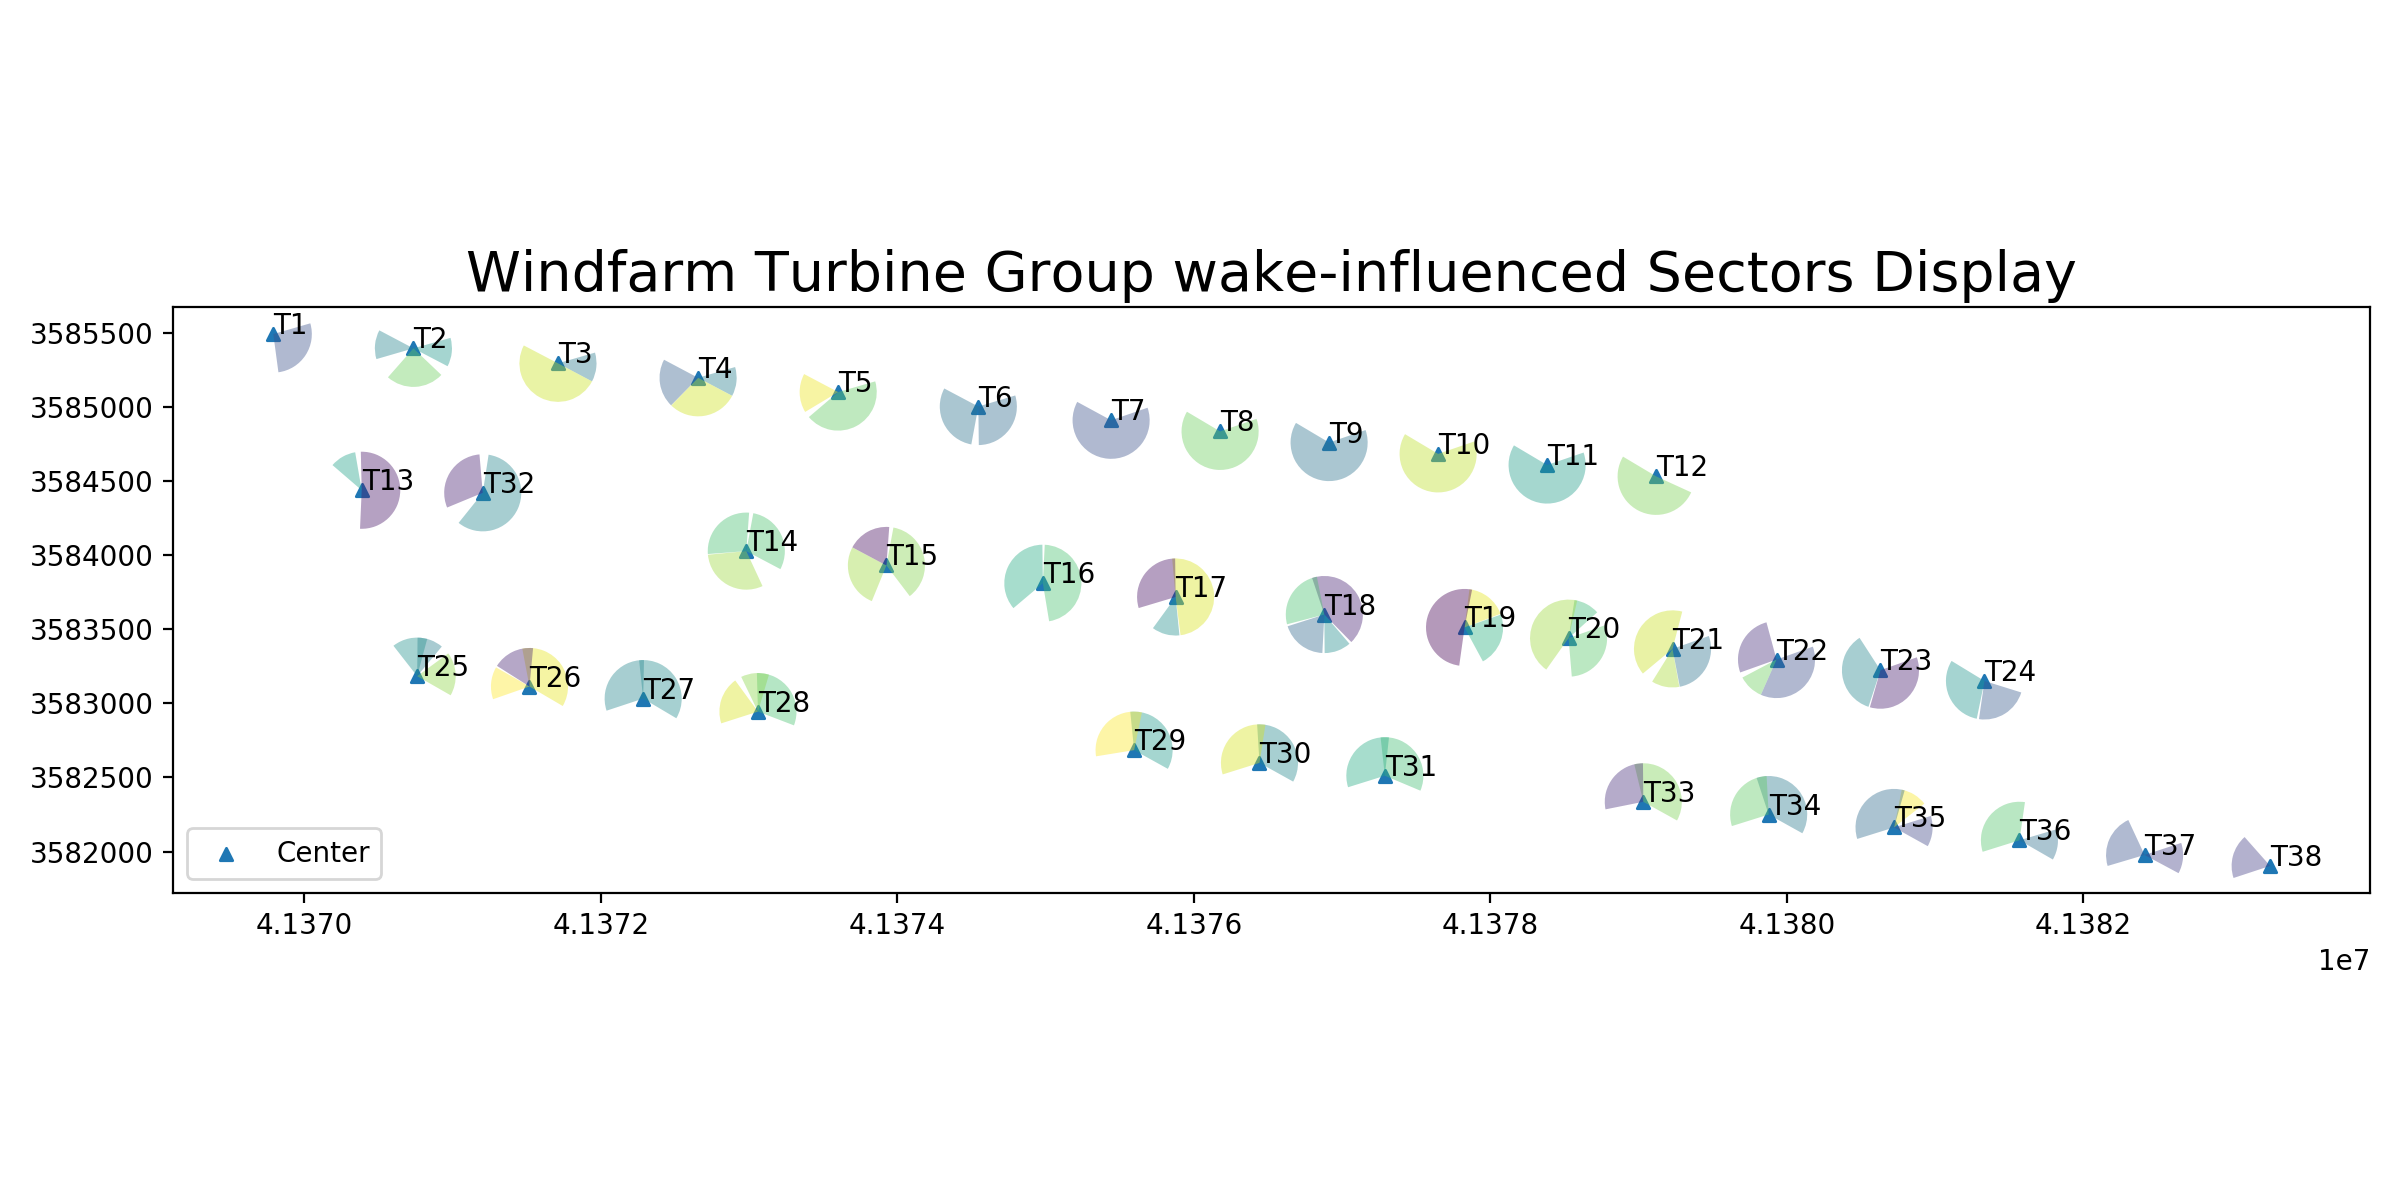 Windfarm Turbine Group wake-influenced Sectors Display
3585500
3585000
3584500
3584000
3583500
3583000
3582500
3582000
T1
T2
T3
T4
T5
T6
T7
T8
T9
T10
T11
T12
T13
T32
T14
T15
T16
T17
T18
T19
T20
T21
T22
T23
T24
T25
T26
T27
T28
T29
T30
T31
T33
T34
T35
T36
T37
T38
Center
4.1370 4.1372 4.1374 4.1376 4.1378 4.1380 4.1382
1e7